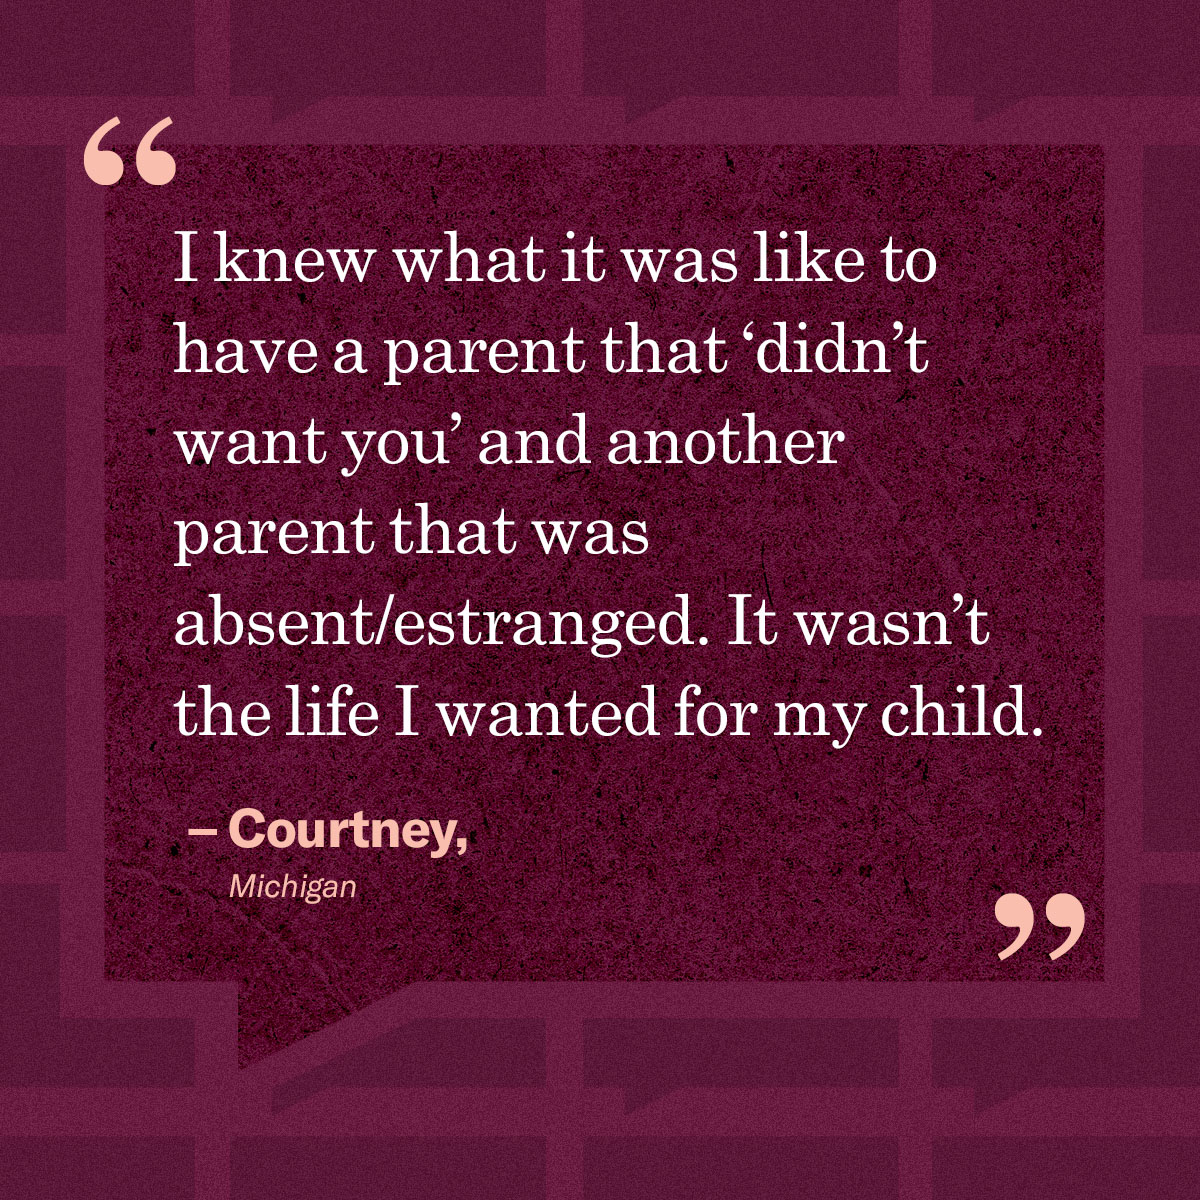 “
I knew what it was like to
have a parent that ‘didn’t
want you’ and another
parent that was
absent/estranged. It wasn’t
the life I wanted for my child.
– Courtney,
Michigan
”